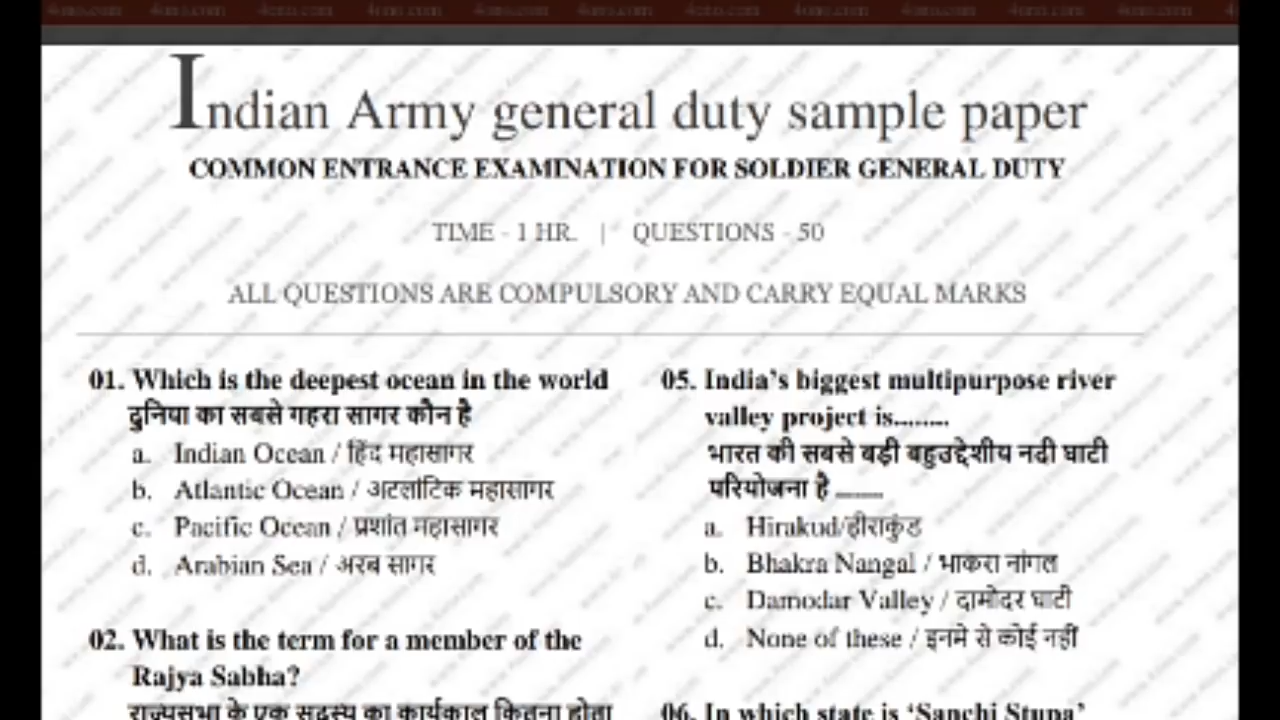 Indian Army general duty sample paper
COMMON ENTRANCE EXAMINATION FOR SOLDIER GENERAL DUTY
TIME - 1 HR. | QUESTIONS - 50
ALL QUESTIONS ARE COMPULSORY AND CARRY EQUAL MARKS
01. Which is the deepest ocean in the world
दुनिया का सबसे गहरा सागर कौन है
a. Indian Ocean / हिंद महासागर
b. Atlantic Ocean / अटलांटिक महासागर
c. Pacific Ocean / प्रशांत महासागर
d. Arabian Sea / अरब सागर
02. What is the term for a member of the
Rajya Sabha?
राज्यसभा के एक सदस्य का कार्यकाल कितना होता
05. India's biggest multipurpose river
valley project is........
भारत की सबसे बड़ी बहुउद्देशीय नदी घाटी
परियोजना है ........
a. Hirakud/हीराकुंड
b. Bhakra Nangal / भाकरा नांगल
c. Damodar Valley / दामोदर घाटी
d. None of these / इनमे से कोई नहीं
06. In which state is ‘Sanchi Stupa’